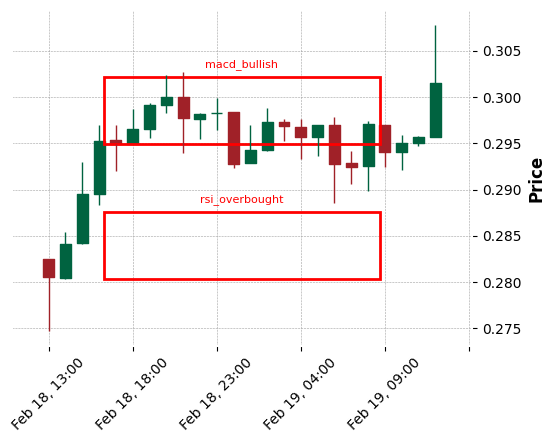 macd_bullish
rsi_overbought
0.305
0.300
0.295
0.290
0.285
0.280
0.275
Price
Feb 18, 13:00
Feb 18, 18:00
Feb 18, 23:00
Feb 19, 04:00
Feb 19, 09:00